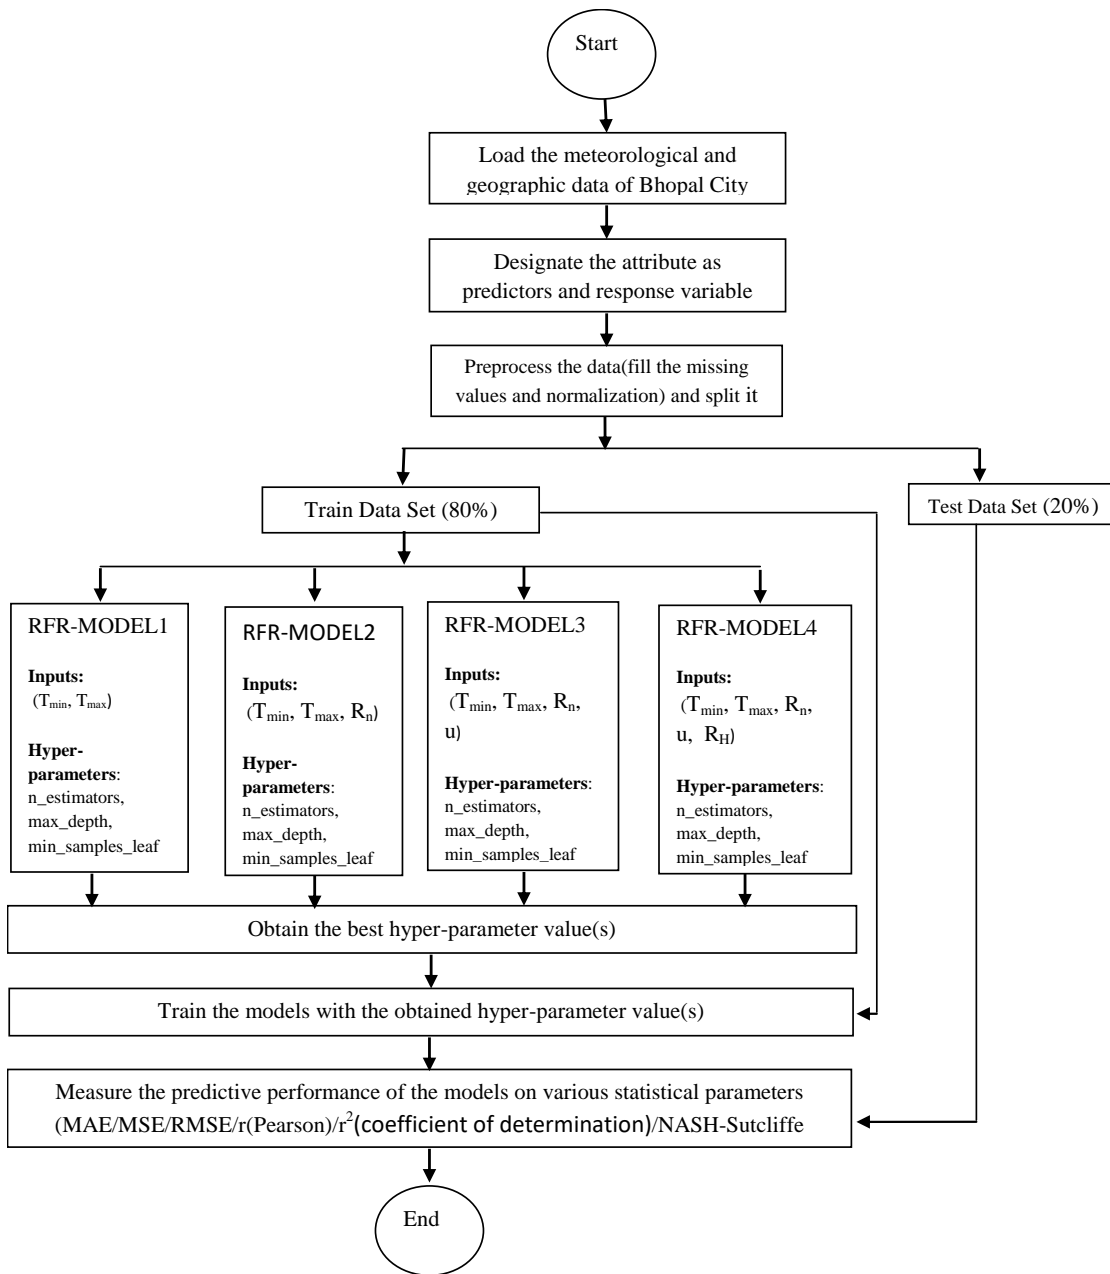 Start
Load the meteorological and
geographic data of Bhopal City
Designate the attribute as
predictors and response variable
Preprocess the data(fill the missing
values and normalization) and split it
Train Data Set (80%)
Test Data Set (20%)
RFR-MODEL1
Inputs:
(Tmin, Tmax)
Hyper-
parameters:
n_estimators,
max_depth,
min_samples_leaf
RFR-MODEL2
Inputs:
(Tmin, Tmax, Rn)
Hyper-
parameters:
n_estimators,
max_depth,
min_samples_leaf
RFR-MODEL3
Inputs:
(Tmin, Tmax, Rn,
u)
Hyper-parameters:
n_estimators,
max_depth,
min_samples_leaf
RFR-MODEL4
Inputs:
(Tmin, Tmax, Rn,
u, RH)
Hyper-parameters:
n_estimators,
max_depth,
min_samples_leaf
Obtain the best hyper-parameter value(s)
Train the models with the obtained hyper-parameter value(s)
Measure the predictive performance of the models on various statistical parameters
(MAE/MSE/RMSE/r(Pearson)/r²(coefficient of determination)/NASH-Sutcliffe
End